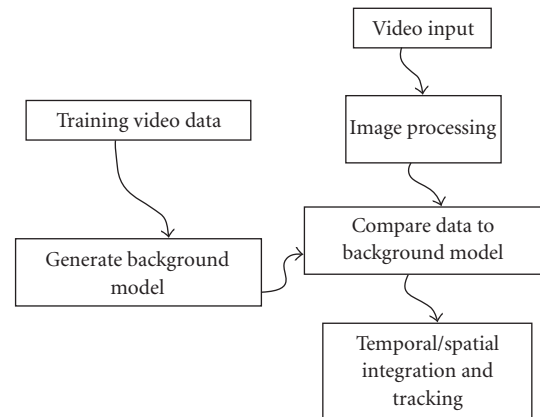 Video input
Training video data
Image processing
Generate background
model
Compare data to
background model
Temporal/spatial
integration and
tracking